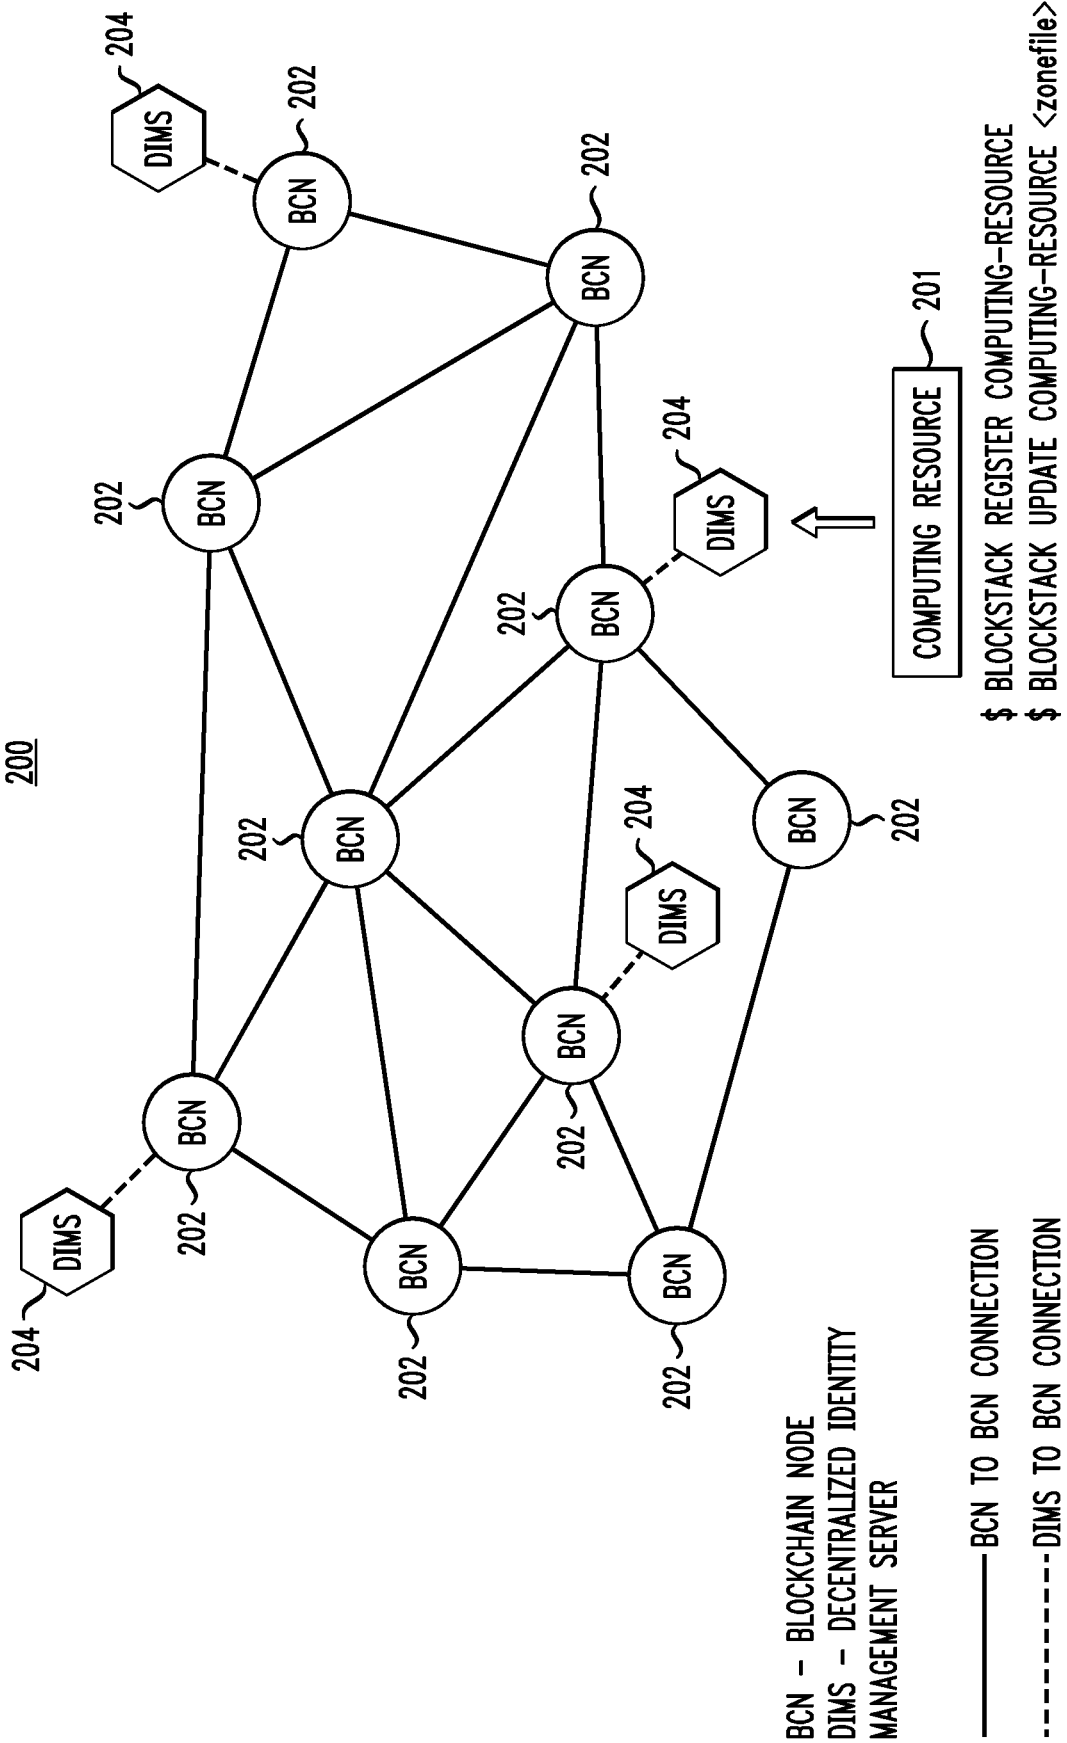 200
204
DIMS
202
BCN
202
BCN
204
DIMS
202
BCN
202
BCN
202
BCN
202
BCN
202
BCN
202
BCN
202
BCN
204
DIMS
204
DIMS
202
BCN
BCN
202
COMPUTING RESOURCE
201
$ BLOCKSTACK REGISTER COMPUTING-RESOURCE
$ BLOCKSTACK UPDATE COMPUTING-RESOURCE <zonefile>
BCN - BLOCKCHAIN NODE
DIMS - DECENTRALIZED IDENTITY
MANAGEMENT SERVER
BCN TO BCN CONNECTION
DIMS TO BCN CONNECTION